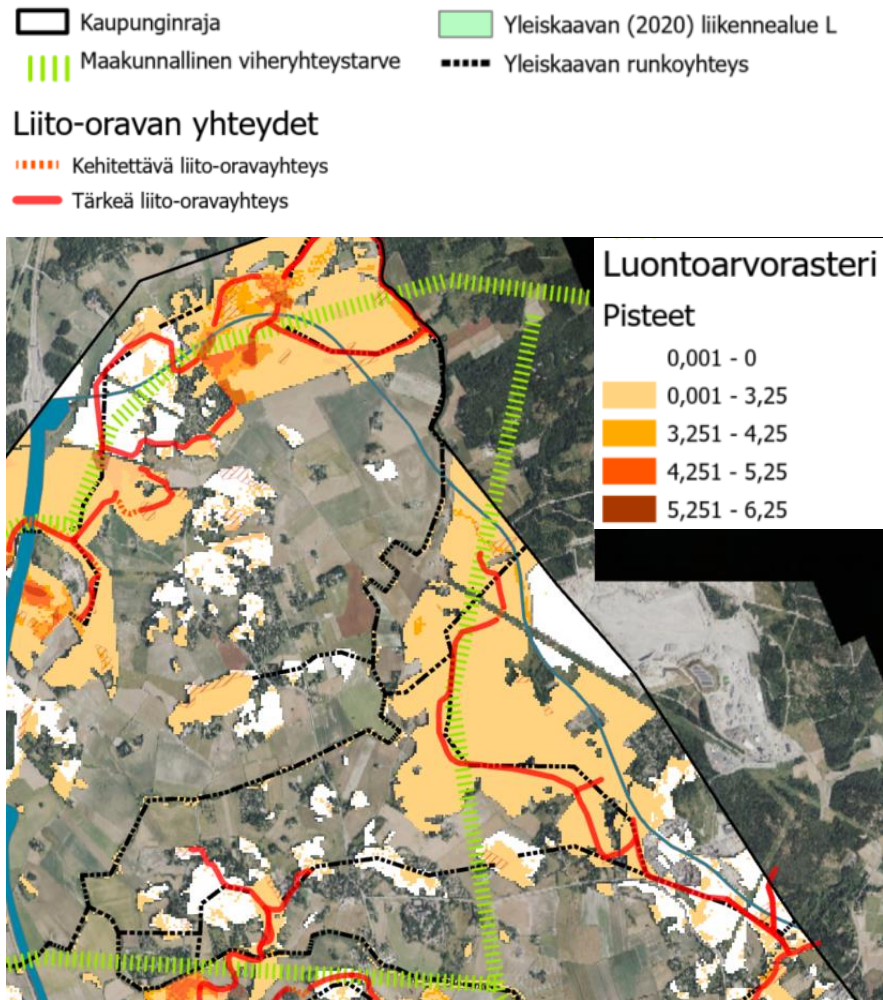 Kaupunginraja
Yleiskaavan (2020) liikennealue L
Maakunnallinen viheryhteystarve
Yleiskaavan runkoyhteys
Liito-oravan yhteydet
Kehitettävä liito-oravayhteys
Tärkeä liito-oravayhteys
Luontoarvorasteri
Pisteet
0,001 - 0
0,001 - 3,25
3,251 - 4,25
4,251 - 5,25
5,251 - 6,25